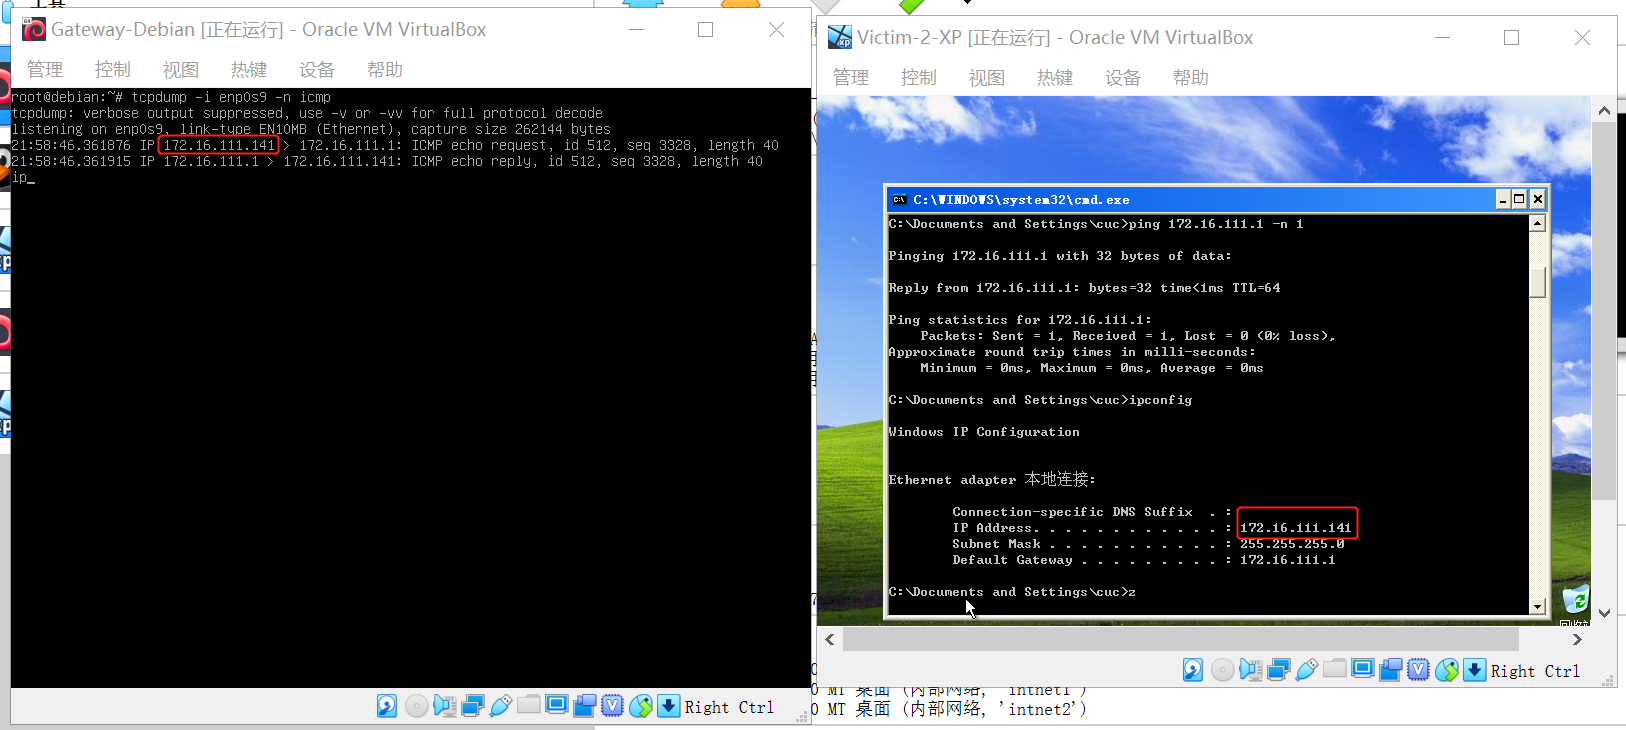 Gateway-Debian [正在运行] - Oracle VM VirtualBox
管理 控制 视图 热键 设备 帮助
root@debian:~# tcpdump -i enp0s9 -n icmp
tcpdump: verbose output suppressed, use -v or -vv for full protocol decode
listening on enp0s9, link-type EN10MB (Ethernet), capture size 262144 bytes
21:58:46.361876 IP 172.16.111.141 > 172.16.111.1: ICMP echo request, id 512, seq 3328, length 40
21:58:46.361915 IP 172.16.111.1 > 172.16.111.141: ICMP echo reply, id 512, seq 3328, length 40
ip_
Right Ctrl
Victim-2-XP [正在运行] - Oracle VM VirtualBox
管理 控制 视图 热键 设备 帮助
C:\WINDOWS\system32\cmd.exe
C:\Documents and Settings\cuc>ping 172.16.111.1 -n 1
Pinging 172.16.111.1 with 32 bytes of data:
Reply from 172.16.111.1: bytes=32 time<1ms TTL=64
Ping statistics for 172.16.111.1:
Packets: Sent = 1, Received = 1, Lost = 0 (0% loss),
Approximate round trip times in milli-seconds:
Minimum = 0ms, Maximum = 0ms, Average = 0ms
C:\Documents and Settings\cuc>ipconfig
Windows IP Configuration
Ethernet adapter 本地连接:
Connection-specific DNS Suffix . :
IP Address. . . . . . . . . . . . : 172.16.111.141
Subnet Mask . . . . . . . . . . . : 255.255.255.0
Default Gateway . . . . . . . . . : 172.16.111.1
C:\Documents and Settings\cuc>z
回收站
Right Ctrl
0 MT 桌面 (内部网络, 'intnet1')
0 MT 桌面 (内部网络, 'intnet2')